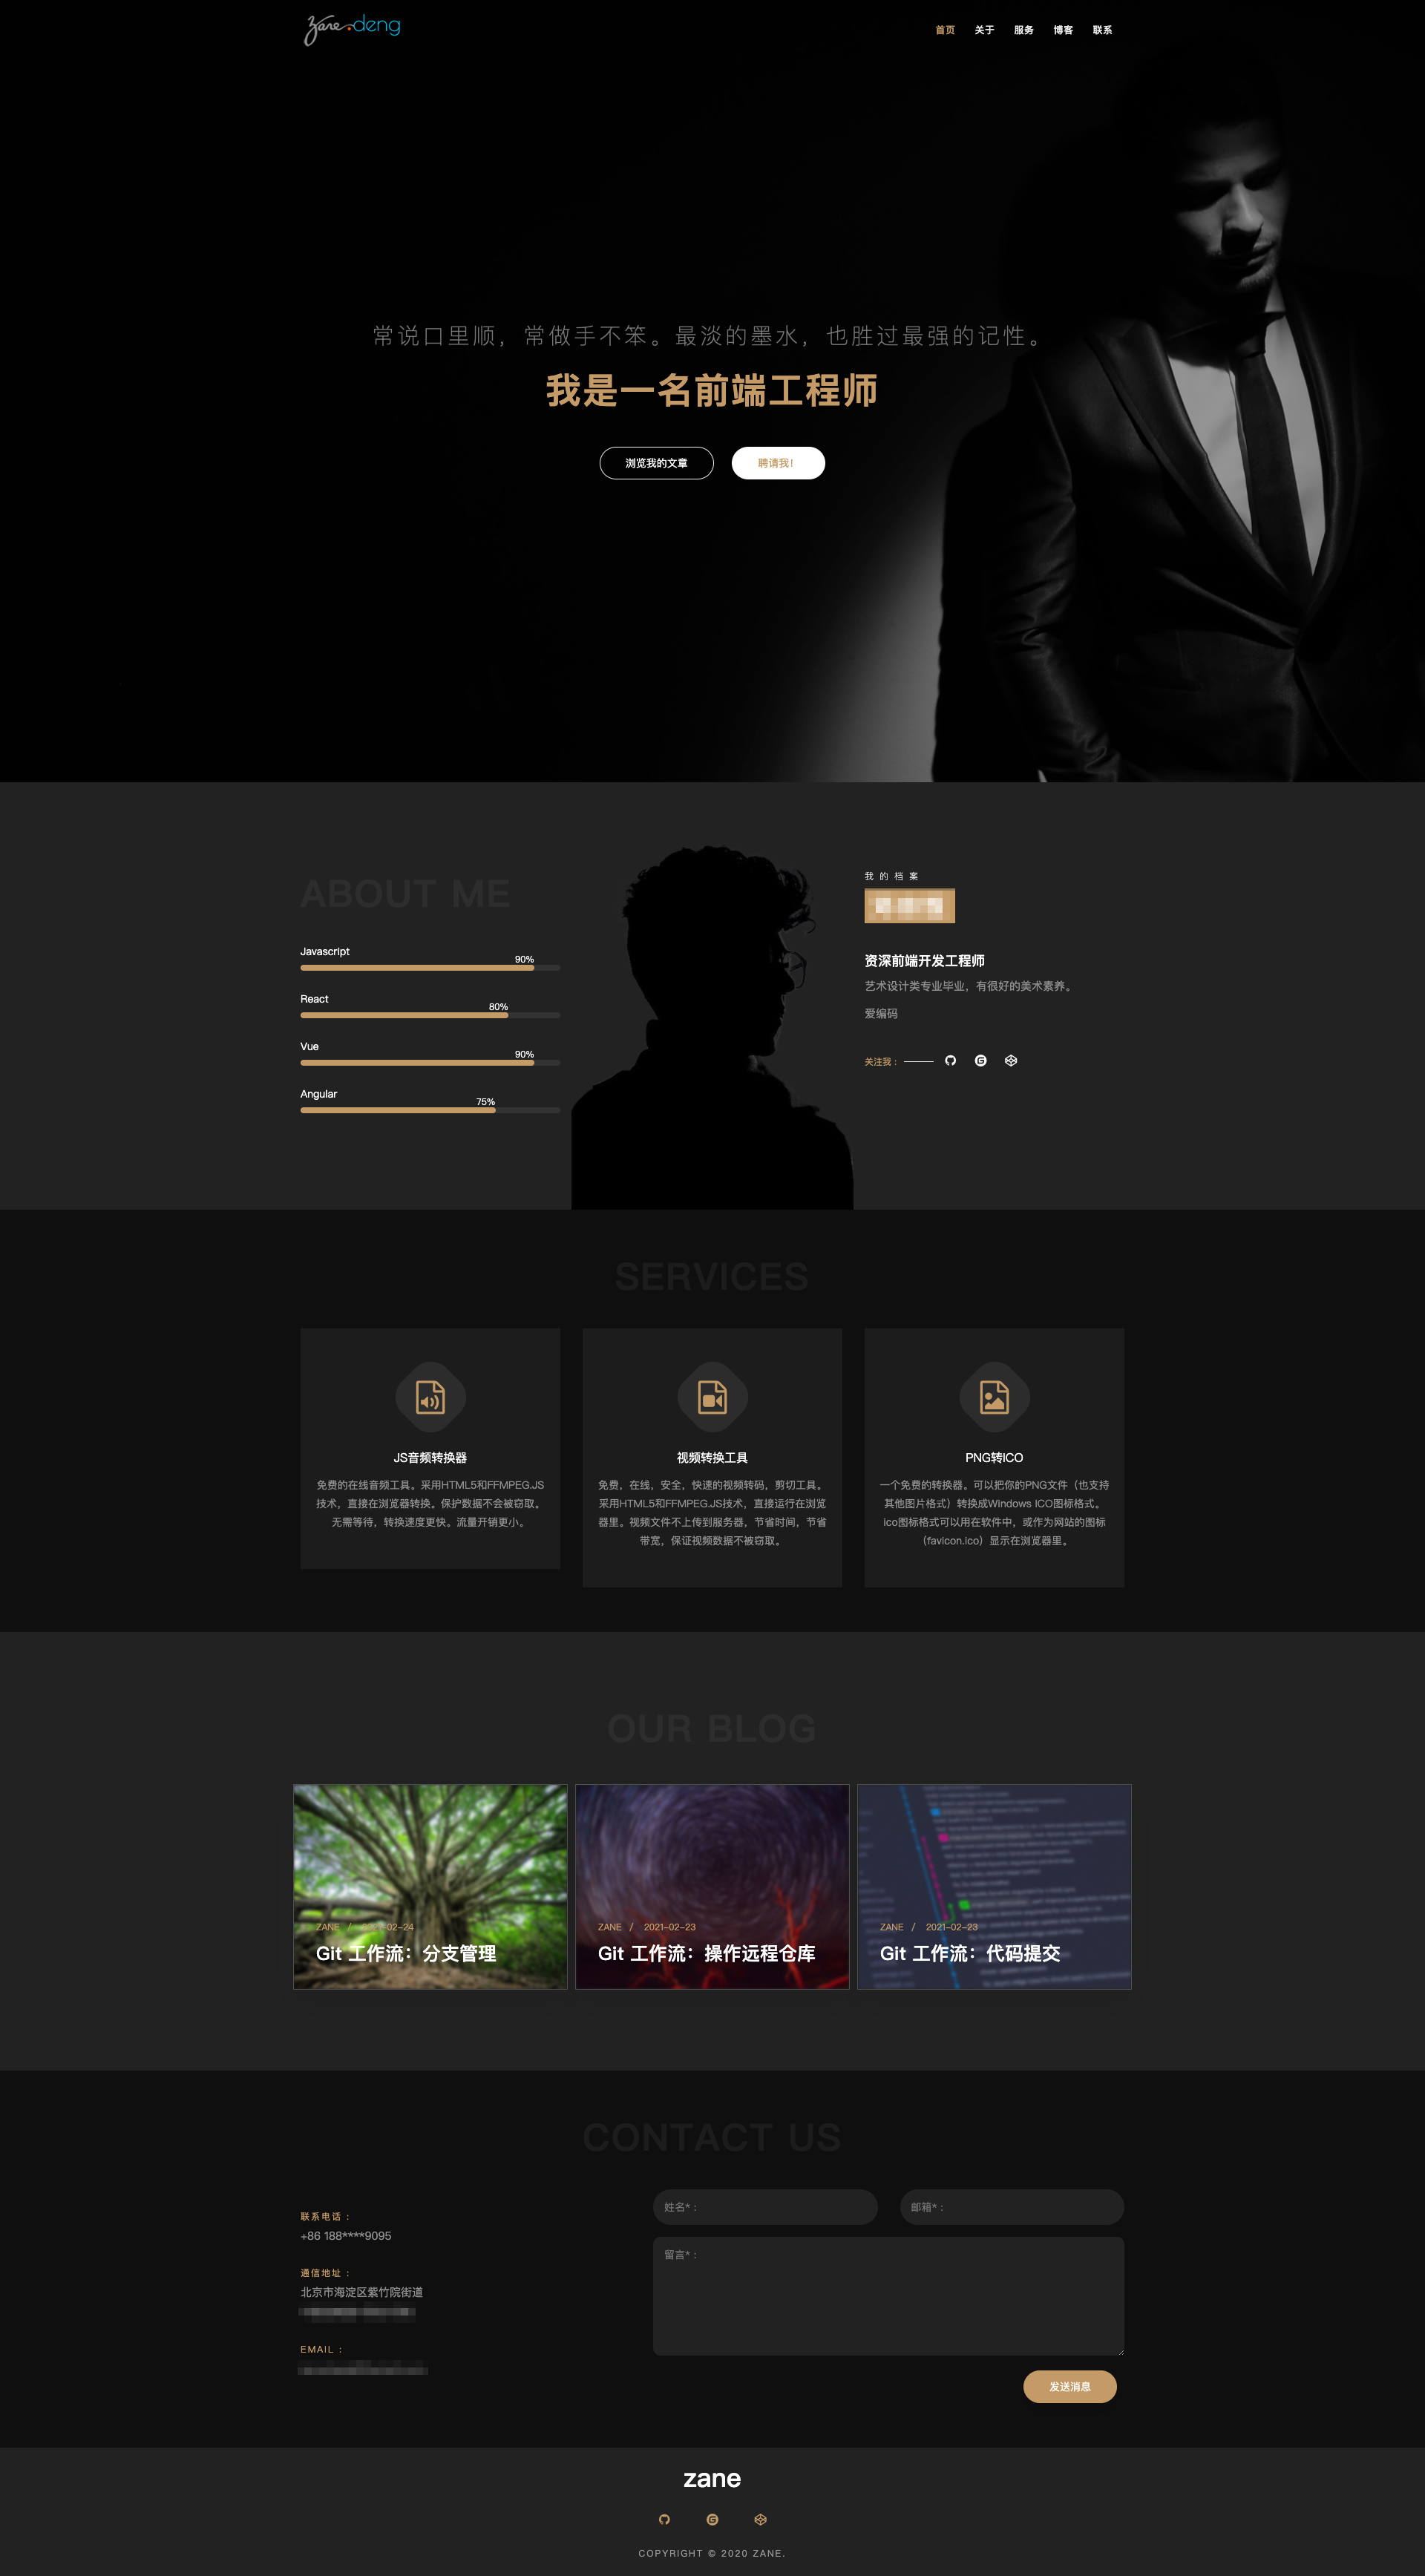 zane.deng
首页 关于 服务 博客 联系
常说口里顺，常做手不笨。最淡的墨水，也胜过最强的记性。
我是一名前端工程师
浏览我的文章 聘请我！
ABOUT ME
Javascript
90%
React
80%
Vue
90%
Angular
75%
我的档案
资深前端开发工程师
艺术设计类专业毕业，有很好的美术素养。
爱编码
关注我：
SERVICES
JS音频转换器
免费的在线音频工具。采用HTML5和FFMPEG.JS
技术，直接在浏览器转换。保护数据不会被窃取。
无需等待，转换速度更快。流量开销更小。
视频转换工具
免费，在线，安全，快速的视频转码，剪切工具。
采用HTML5和FFMPEG.JS技术，直接运行在浏览
器里。视频文件不上传到服务器，节省时间，节省
带宽，保证视频数据不被窃取。
PNG转ICO
一个免费的转换器。可以把你的PNG文件（也支持
其他图片格式）转换成Windows ICO图标格式。
ico图标格式可以用在软件中，或作为网站的图标
（favicon.ico）显示在浏览器里。
OUR BLOG
ZANE / 2021-02-24
Git 工作流：分支管理
ZANE / 2021-02-23
Git 工作流：操作远程仓库
ZANE / 2021-02-23
Git 工作流：代码提交
CONTACT US
联系电话 :
+86 188****9095
通信地址 :
北京市海淀区紫竹院街道
EMAIL :
姓名* :
邮箱* :
留言* :
发送消息
zane
COPYRIGHT © 2020 ZANE.